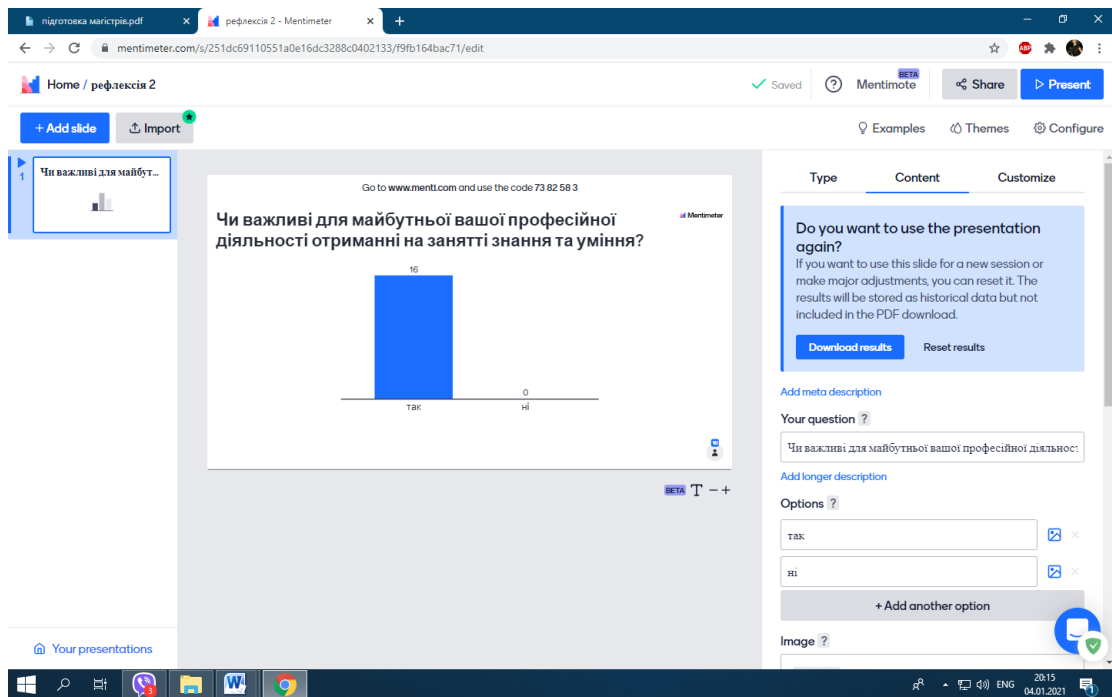 підготовка магістрів.pdf
рефлексія 2 - Mentimeter
mentimeter.com/s/251dc69110551a0e16dc3288c0402133/f9fb164bac71/edit
ABP
Home / рефлексія 2
Saved
Mentimote
BETA
Share
Present
+ Add slide
Import
Examples
Themes
Configure
1
Чи важливі для майбут...
Go to www.menti.com and use the code 73 82 58 3
Чи важливі для майбутньої вашої професійної
діяльності отриманні на занятті знання та уміння?
Mentimeter
16
0
так
ні
16
BETA T − +
Type
Content
Customize
Do you want to use the presentation
again?
If you want to use this slide for a new session or
make major adjustments, you can reset it. The
results will be stored as historical data but not
included in the PDF download.
Download results
Reset results
Add meta description
Your question ?
Чи важливі для майбутньої вашої професійної діяльност
Add longer description
Options ?
так
ні
+ Add another option
Image ?
Your presentations
3
W
ENG
20:15
04.01.2021
1